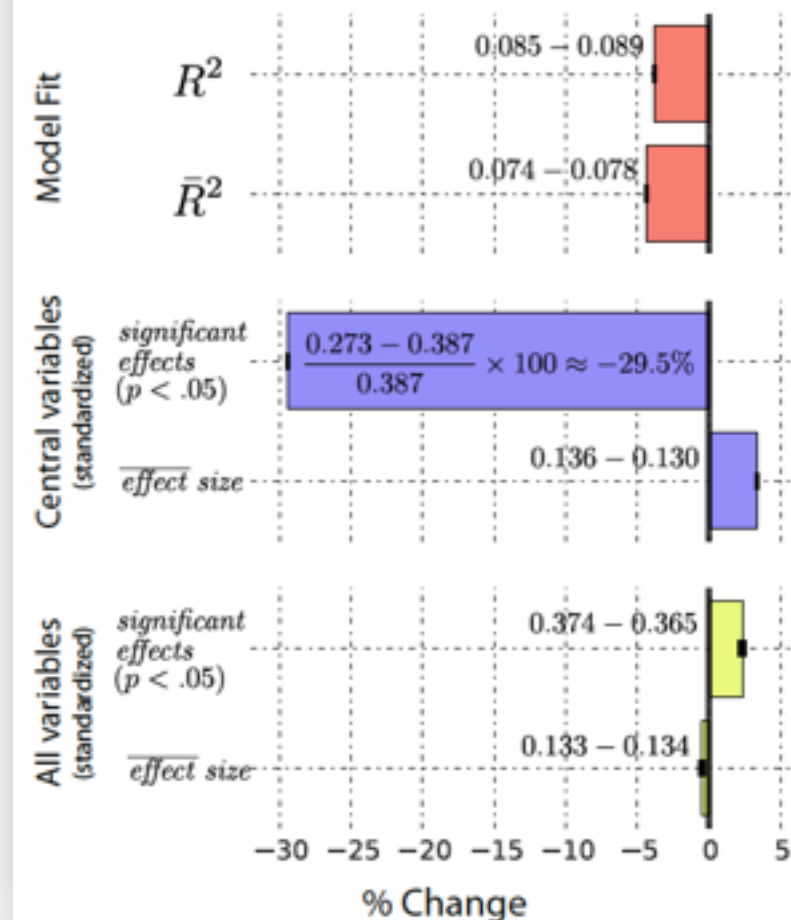 Model Fit
R²
0.085 − 0.089
R̄²
0.074 − 0.078
Central variables
(standardized)
significant
effects
(p < .05)
0.273 − 0.387
0.387
× 100 ≈ −29.5%
effect size
0.136 − 0.130
All variables
(standardized)
significant
effects
(p < .05)
0.374 − 0.365
effect size
0.133 − 0.134
−30 −25 −20 −15 −10 −5 0 5
% Change